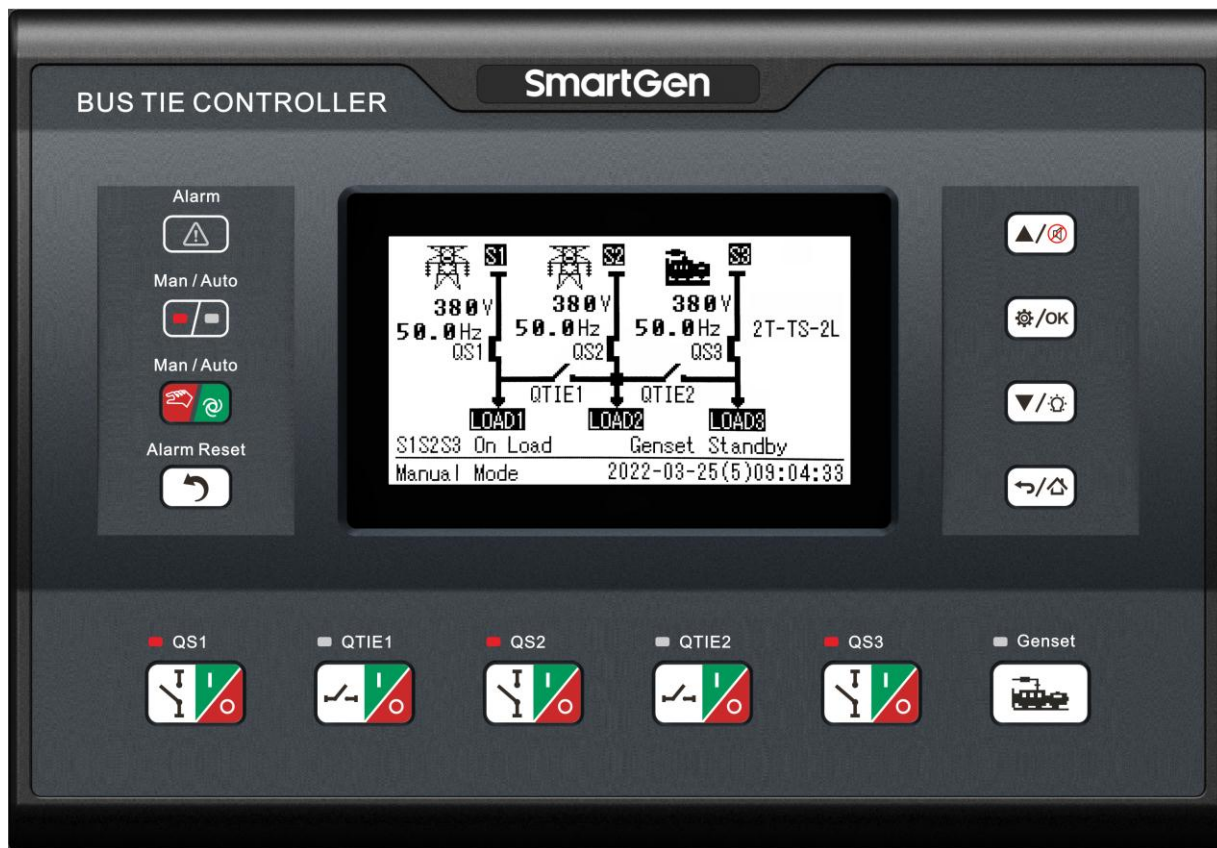 SmartGen
BUS TIE CONTROLLER
Alarm
Man / Auto
Man / Auto
Alarm Reset
S1 S2 S3
380V 380V 380V
50.0Hz 50.0Hz 50.0Hz 2T-TS-2L
QS1 QS2 QS3
QTIE1 QTIE2
LOAD1 LOAD2 LOAD3
S1S2S3 On Load Genset Standby
Manual Mode 2022-03-25(5)09:04:33
/OK
QS1 QTIE1 QS2 QTIE2 QS3 Genset